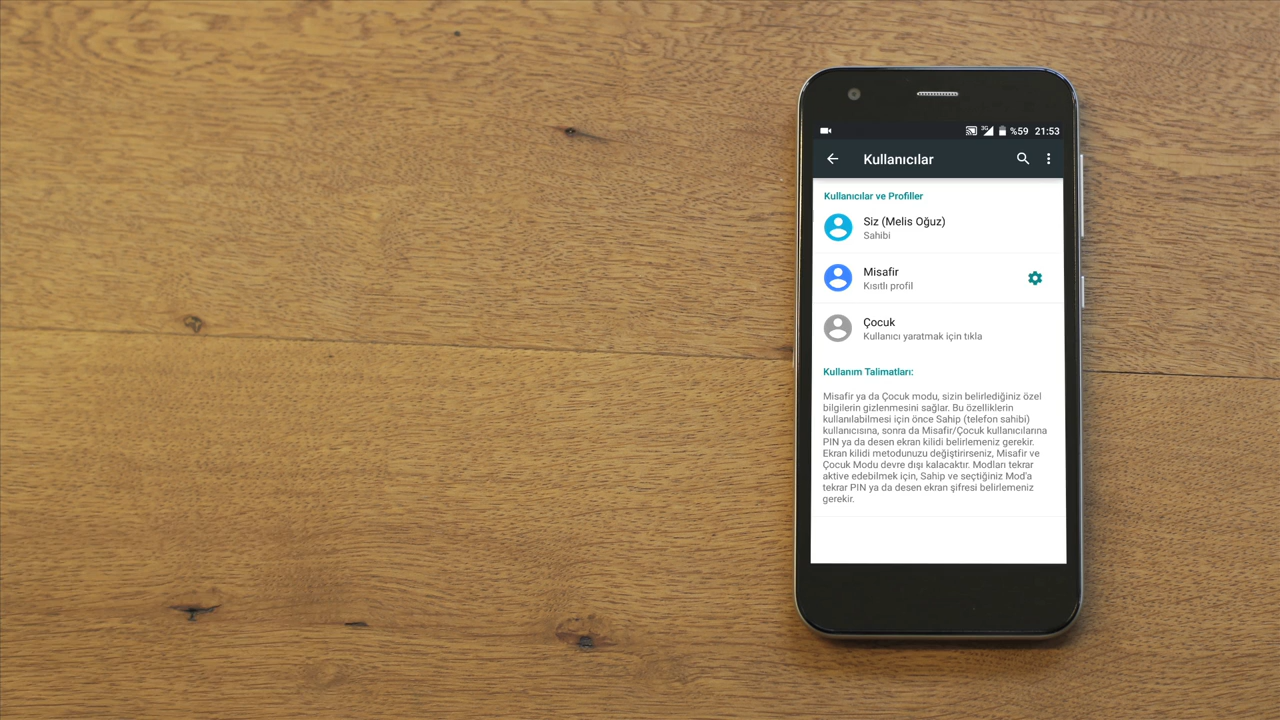 3G %59 21:53
Kullanıcılar
Kullanıcılar ve Profiller
Siz (Melis Oğuz)
Sahibi
Misafir
Kısıtlı profil
Çocuk
Kullanıcı yaratmak için tıkla
Kullanım Talimatları:
Misafir ya da Çocuk modu, sizin belirlediğiniz özel
bilgilerin gizlenmesini sağlar. Bu özelliklerin
kullanılabilmesi için önce Sahip (telefon sahibi)
kullanıcısına, sonra da Misafir/Çocuk kullanıcılarına
PIN ya da desen ekran kilidi belirlemeniz gerekir.
Ekran kilidi metodunuzu değiştirirseniz, Misafir ve
Çocuk Modu devre dışı kalacaktır. Modları tekrar
aktive edebilmek için, Sahip ve seçtiğiniz Mod'a
tekrar PIN ya da desen ekran şifresi belirlemeniz
gerekir.